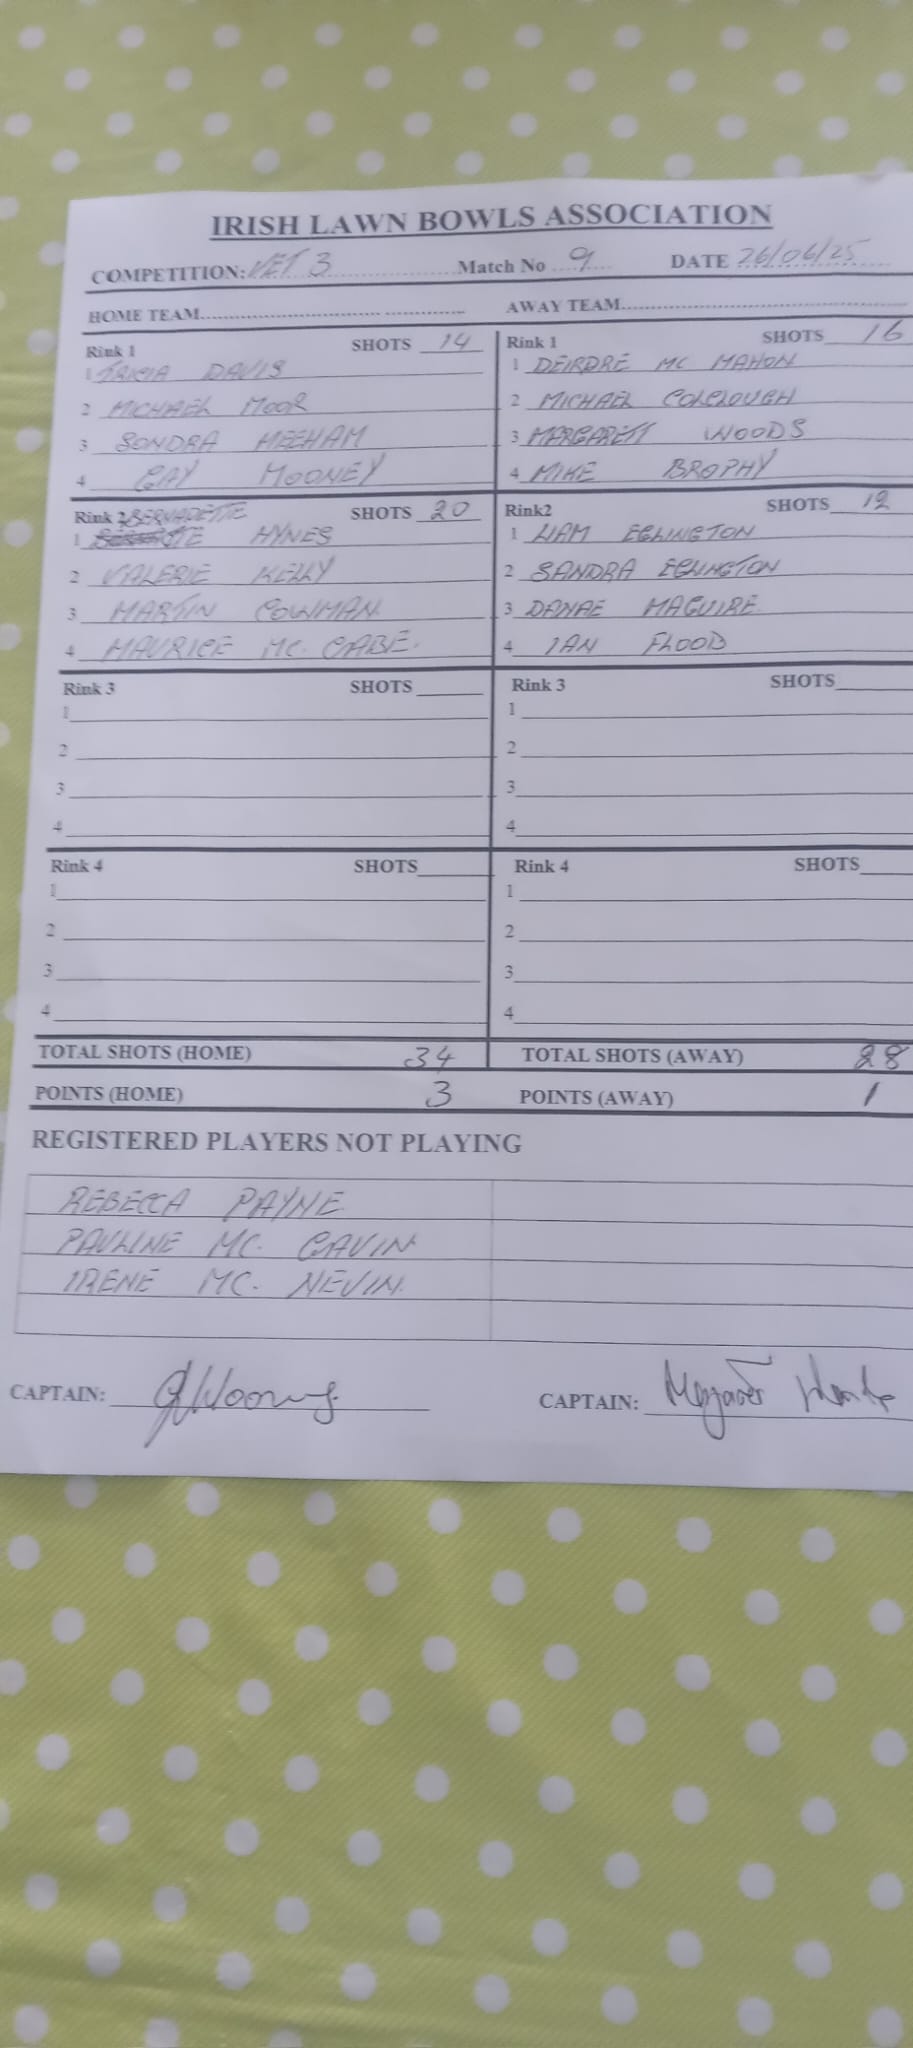 IRISH LAWN BOWLS ASSOCIATION
COMPETITION: VET 3 Match No 9 DATE 26/06/25
HOME TEAM AWAY TEAM
Rink 1 SHOTS 14 Rink 1 SHOTS 16
1 TRICIA DAVIS 1 DEIRDRE MC MAHON
2 MICHAEL MOOR 2 MICHAEL COLCLOUGH
3 SONDRA MEEHAM 3 MARGARETT WOODS
4 GAY MOONEY 4 MIKE BROPHY
Rink 2 BERNADETTE SHOTS 20 Rink2 SHOTS 12
1 HYNES 1 LIAM EGLINGTON
2 VALERIE KELLY 2 SANDRA EGLINGTON
3 MARTIN COWMAN 3 DANAE MAGUIRE
4 MAURICE MC. CABE. 4 IAN FLOOD
Rink 3 SHOTS Rink 3 SHOTS
1 1
2 2
3 3
4 4
Rink 4 SHOTS Rink 4 SHOTS
1 1
2 2
3 3
4 4
TOTAL SHOTS (HOME) 34 TOTAL SHOTS (AWAY) 28
POINTS (HOME) 3 POINTS (AWAY) 1
REGISTERED PLAYERS NOT PLAYING
REBECCA PAYNE
PAULINE MC. GAVIN
IRENE MC. NEVIN.
CAPTAIN: CAPTAIN: